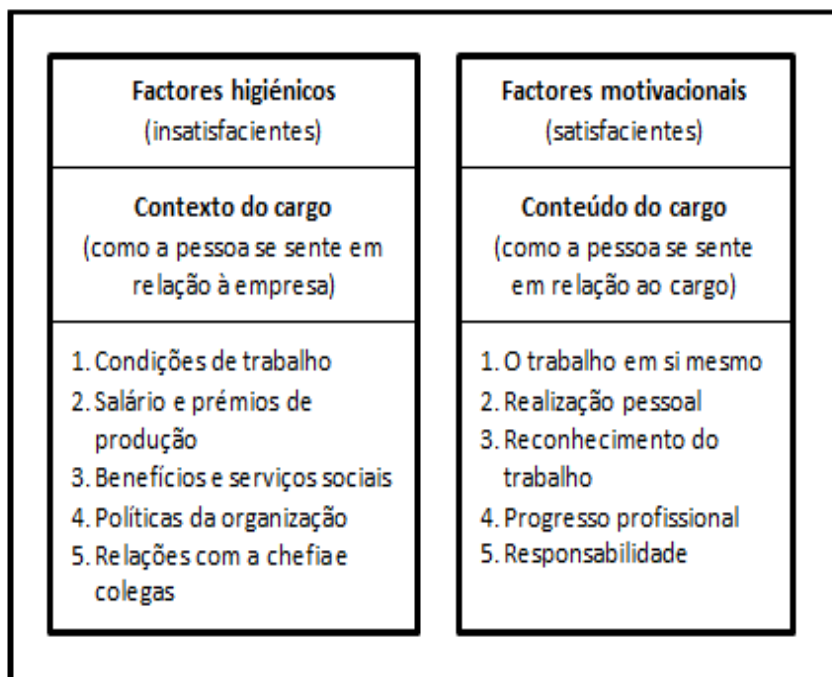 Factores higiénicos
(insatisfacientes)
Contexto do cargo
(como a pessoa se sente em
relação à empresa)
1. Condições de trabalho
2. Salário e prémios de
produção
3. Benefícios e serviços sociais
4. Políticas da organização
5. Relações com a chefia e
colegas
Factores motivacionais
(satisfacientes)
Conteúdo do cargo
(como a pessoa se sente
em relação ao cargo)
1. O trabalho em si mesmo
2. Realização pessoal
3. Reconhecimento do
trabalho
4. Progresso profissional
5. Responsabilidade